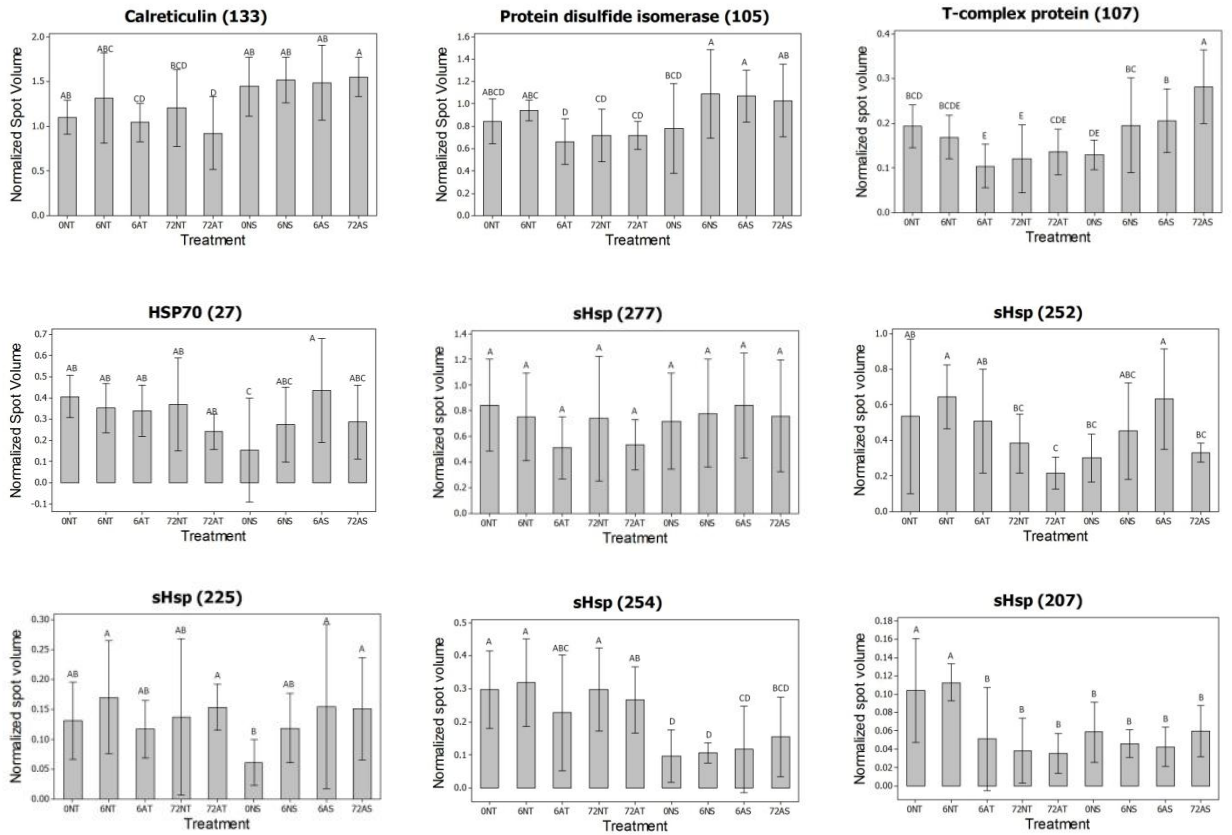 Calreticulin (133)
Normalized Spot Volume
2.0
1.5
1.0
0.5
0.0
AB ABC CD BCD D AB AB AB A
0NT 6NT 6AT 72NT 72AT 0NS 6NS 6AS 72AS
Treatment
Protein disulfide isomerase (105)
Normalized Spot Volume
1.6
1.4
1.2
1.0
0.8
0.6
0.4
0.2
0.0
ABCD ABC D CD CD BCD A A AB
0NT 6NT 6AT 72NT 72AT 0NS 6NS 6AS 72AS
Treatment
T-complex protein (107)
Normalized Spot Volume
0.4
0.3
0.2
0.1
0.0
BCD BCDE E E CDE DE BC B A
0NT 6NT 6AT 72NT 72AT 0NS 6NS 6AS 72AS
Treatment
HSP70 (27)
Normalized Spot Volume
0.7
0.6
0.5
0.4
0.3
0.2
0.1
0.0
-0.1
AB AB AB AB AB C ABC A ABC
0NT 6NT 6AT 72NT 72AT 0NS 6NS 6AS 72AS
Treatment
sHsp (277)
Normalized Spot Volume
1.4
1.2
1.0
0.8
0.6
0.4
0.2
0.0
A A A A A A A A A
0NT 6NT 6AT 72NT 72AT 0NS 6NS 6AS 72AS
Treatment
sHsp (252)
Normalized Spot Volume
1.0
0.8
0.6
0.4
0.2
0.0
AB A AB BC C BC ABC A BC
0NT 6NT 6AT 72NT 72AT 0NS 6NS 6AS 72AS
Treatment
sHsp (225)
Normalized spot volume
0.30
0.25
0.20
0.15
0.10
0.05
0.00
AB A AB AB A B AB A A
0NT 6NT 6AT 72NT 72AT 0NS 6NS 6AS 72AS
Treatment
sHsp (254)
Normalized spot volume
0.5
0.4
0.3
0.2
0.1
0.0
A A ABC A AB D D CD BCD
0NT 6NT 6AT 72NT 72AT 0NS 6NS 6AS 72AS
Treatment
sHsp (207)
Normalized spot volume
0.18
0.16
0.14
0.12
0.10
0.08
0.06
0.04
0.02
0.00
A A B B B B B B B
0NT 6NT 6AT 72NT 72AT 0NS 6NS 6AS 72AS
Treatment